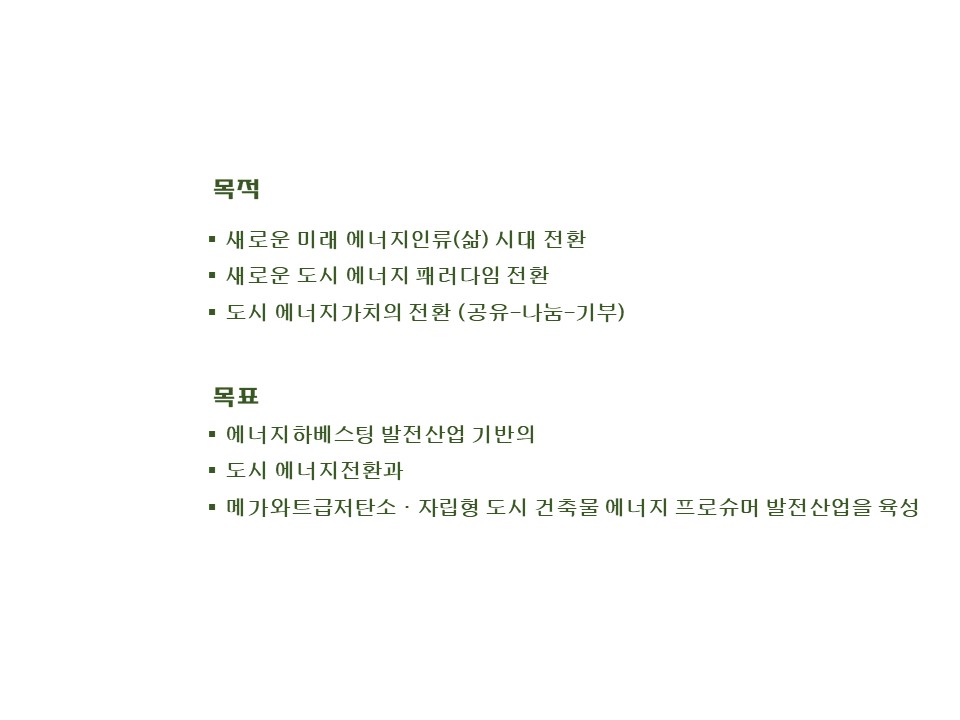 목적
▪ 새로운 미래 에너지인류(삶) 시대 전환
▪ 새로운 도시 에너지 패러다임 전환
▪ 도시 에너지가치의 전환 (공유-나눔-기부)
목표
▪ 에너지하베스팅 발전산업 기반의
▪ 도시 에너지전환과
▪ 메가와트급저탄소 · 자립형 도시 건축물 에너지 프로슈머 발전산업을 육성